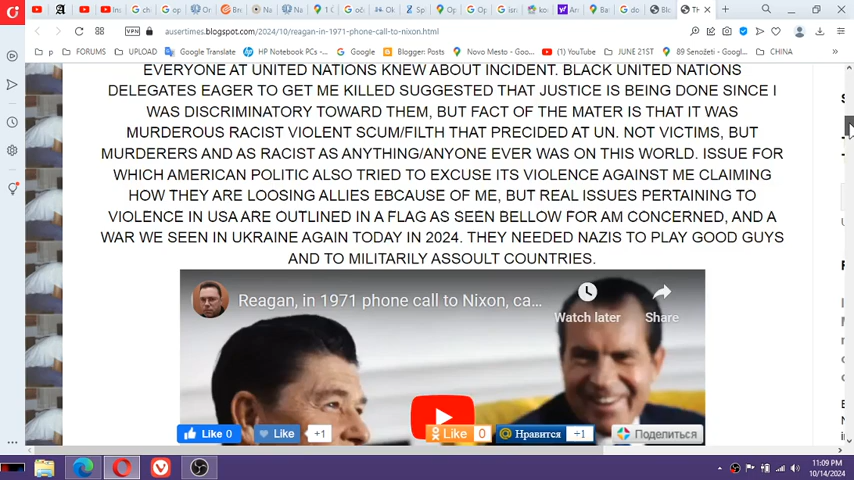 ausertimes.blogspot.com/2024/10/reagan-in-1971-phone-call-to-nixon.html
VPN
FORUMS
UPLOAD
Google Translate
HP Notebook PCs -...
Google
Blogger: Posts
Novo Mesto - Googl...
(1) YouTube
JUNE 21ST
89 Sosednji
CHINA
EVERYONE AT UNITED NATIONS KNEW ABOUT INCIDENT. BLACK UNITED NATIONS
DELEGATES EAGER TO GET ME KILLED SUGGESTED THAT JUSTICE IS BEING DONE SINCE I
WAS DISCRIMINATORY TOWARD THEM, BUT FACT OF THE MATER IS THAT IT WAS
MURDEROUS RACIST VIOLENT SCUM/FILTH THAT PRECIDED AT UN. NOT VICTIMS, BUT
MURDERERS AND AS RACIST AS ANYTHING/ANYONE EVER WAS ON THIS WORLD. ISSUE FOR
WHICH AMERICAN POLITIC ALSO TRIED TO EXCUSE ITS VIOLENCE AGAINST ME CLAIMING
HOW THEY ARE LOOSING ALLIES EBCAUSE OF ME, BUT REAL ISSUES PERTAINING TO
VIOLENCE IN USA ARE OUTLINED IN A FLAG AS SEEN BELLOW FOR AM CONCERNED, AND A
WAR WE SEEN IN UKRAINE AGAIN TODAY IN 2024. THEY NEEDED NAZIS TO PLAY GOOD GUYS
AND TO MILITARILY ASSOULT COUNTRIES.
Reagan, in 1971 phone call to Nixon, ca...
Watch later
Share
Like 0
Like
+1
Like
0
Нравится
+1
Поделиться
11:09 PM
10/14/2024